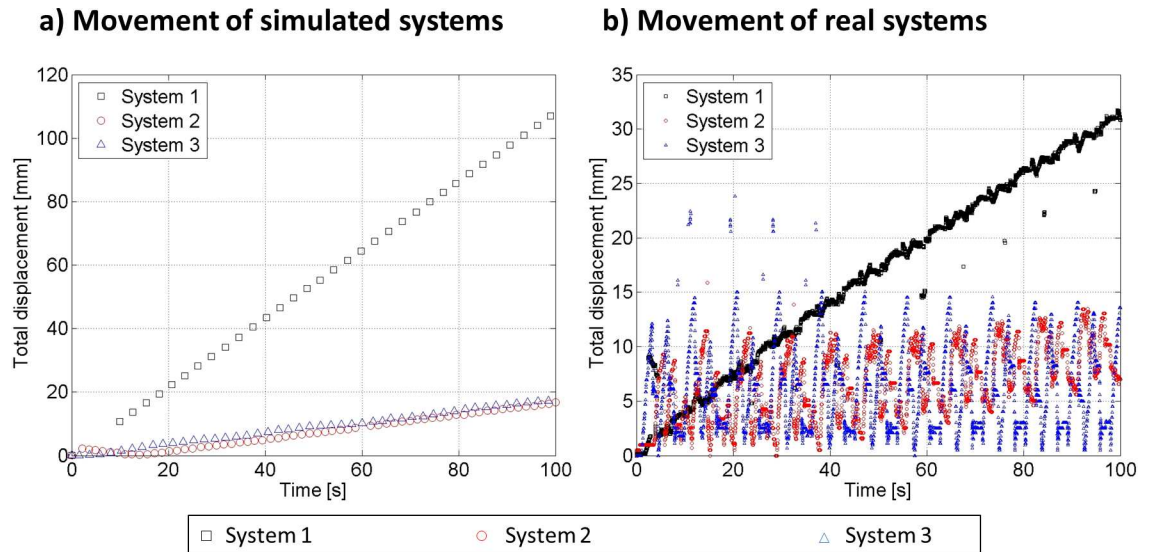 a) Movement of simulated systems
120
100
80
60
40
20
0
Total displacement [mm]
System 1
System 2
System 3
0
20
40
60
80
100
Time [s]
b) Movement of real systems
35
30
25
20
15
10
5
0
Total displacement [mm]
System 1
System 2
System 3
0
20
40
60
80
100
Time [s]
System 1
System 2
System 3